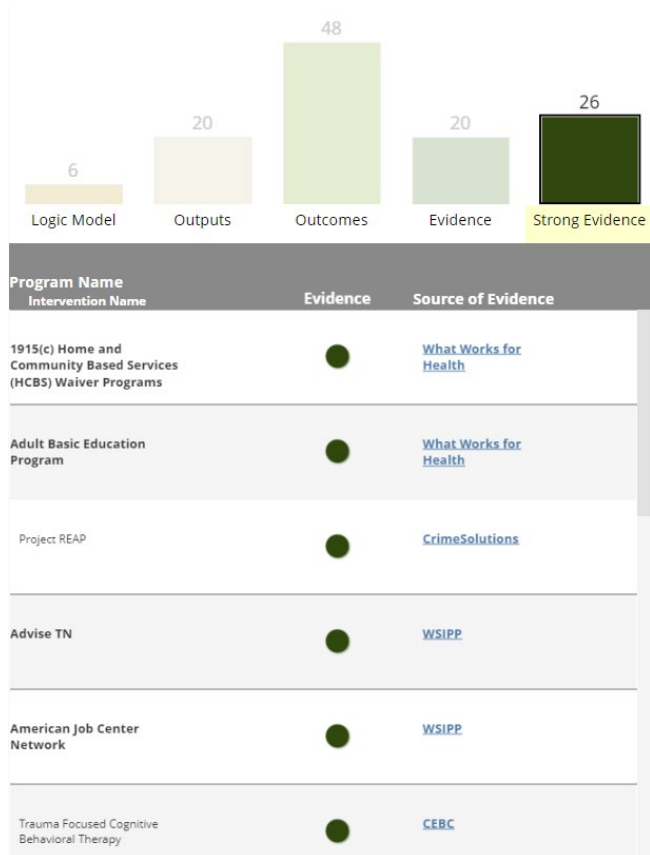 48
26
20
20
6
Logic Model Outputs Outcomes Evidence Strong Evidence
Program Name
Intervention Name Evidence Source of Evidence
1915(c) Home and
Community Based Services
(HCBS) Waiver Programs
What Works for
Health
Adult Basic Education
Program
What Works for
Health
Project REAP
CrimeSolutions
Advise TN
WSIPP
American Job Center
Network
WSIPP
Trauma Focused Cognitive
Behavioral Therapy
CEBC